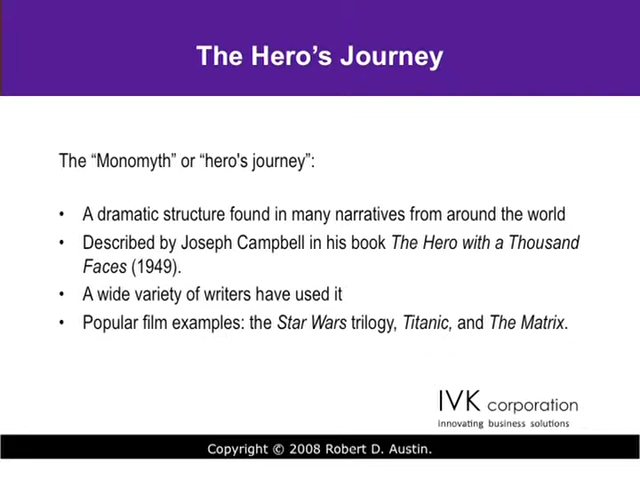 The Hero’s Journey
The “Monomyth” or “hero's journey”:
• A dramatic structure found in many narratives from around the world
• Described by Joseph Campbell in his book The Hero with a Thousand
Faces (1949).
• A wide variety of writers have used it
• Popular film examples: the Star Wars trilogy, Titanic, and The Matrix.
IVK corporation
innovating business solutions
Copyright © 2008 Robert D. Austin.